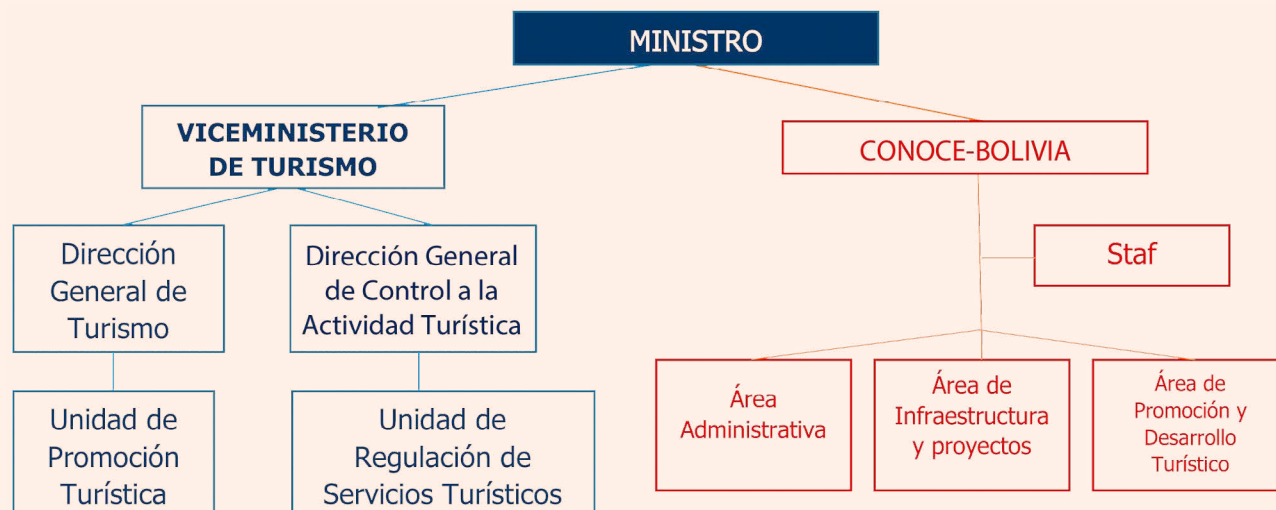 MINISTRO
VICEMINISTERIO
DE TURISMO
CONOCE-BOLIVIA
Dirección
General de
Turismo
Dirección General
de Control a la
Actividad Turística
Staf
Unidad de
Promoción
Turística
Unidad de
Regulación de
Servicios Turísticos
Área
Administrativa
Área de
Infraestructura
y proyectos
Área de
Promoción y
Desarrollo
Turístico